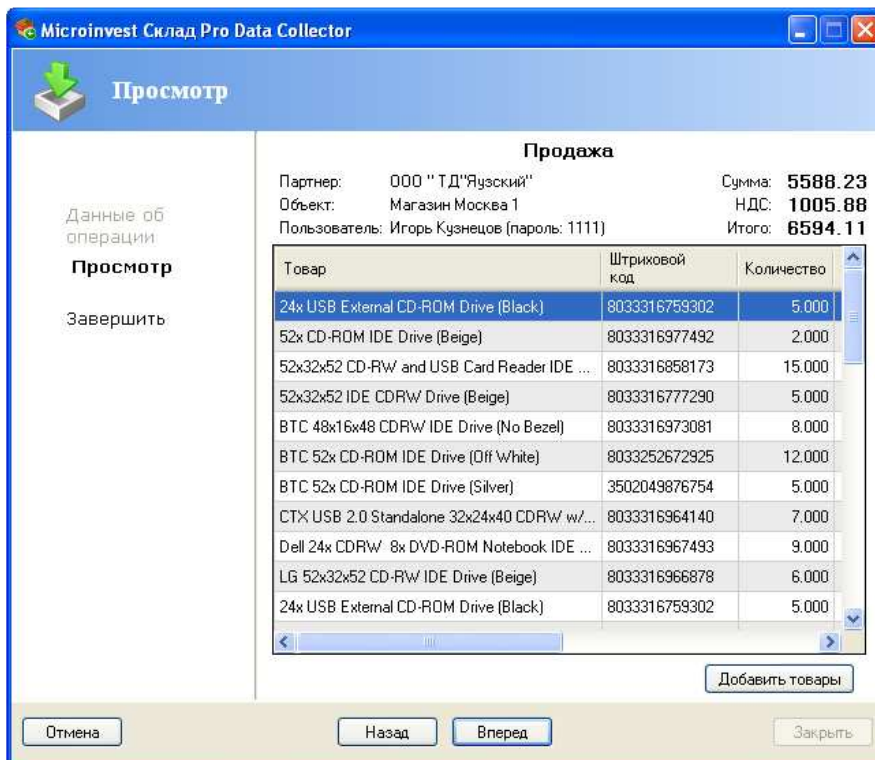 Microinvest Склад Pro Data Collector
Просмотр
Данные об
операции
Просмотр
Завершить
Продажа
Партнер: ООО "ТД"Яузский" Сумма: 5588.23
Объект: Магазин Москва 1 НДС: 1005.88
Пользователь: Игорь Кузнецов (пароль: 1111) Итого: 6594.11
Товар Штриховой код Количество
24x USB External CD-ROM Drive (Black) 8033316759302 5.000
52x CD-ROM IDE Drive (Beige) 8033316977492 2.000
52x32x52 CD-RW and USB Card Reader IDE ... 8033316858173 15.000
52x32x52 IDE CDRW Drive (Beige) 8033316777290 5.000
BTC 48x16x48 CDRW IDE Drive (No Bezel) 8033316973081 8.000
BTC 52x CD-ROM IDE Drive (Off White) 8033252672925 12.000
BTC 52x CD-ROM IDE Drive (Silver) 3502049876754 5.000
CTX USB 2.0 Standalone 32x24x40 CDRW w/... 8033316964140 7.000
Dell 24x CDRW 8x DVD-ROM Notebook IDE ... 8033316967493 9.000
LG 52x32x52 CD-RW IDE Drive (Beige) 8033316966878 6.000
24x USB External CD-ROM Drive (Black) 8033316759302 5.000
Добавить товары
Отмена Назад Вперед Закрыть